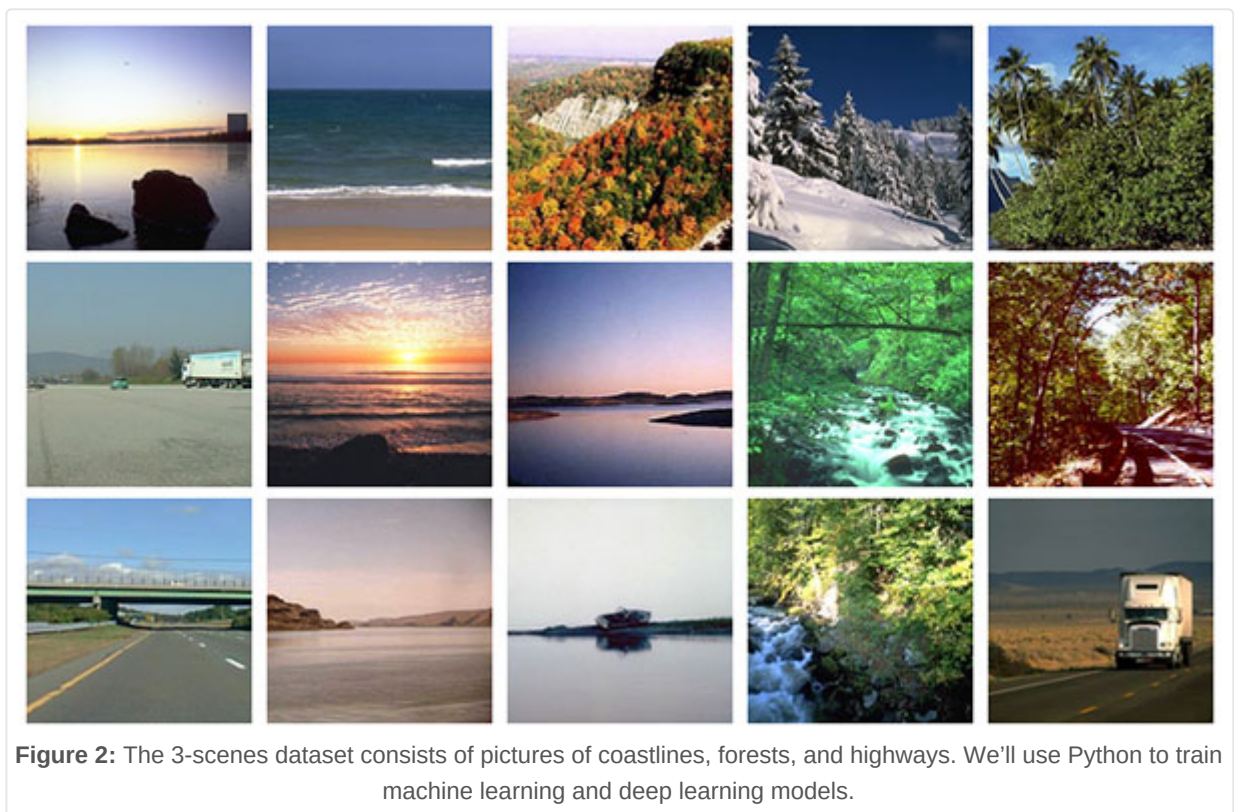 Figure 2: The 3-scenes dataset consists of pictures of coastlines, forests, and highways. We’ll use Python to train
machine learning and deep learning models.